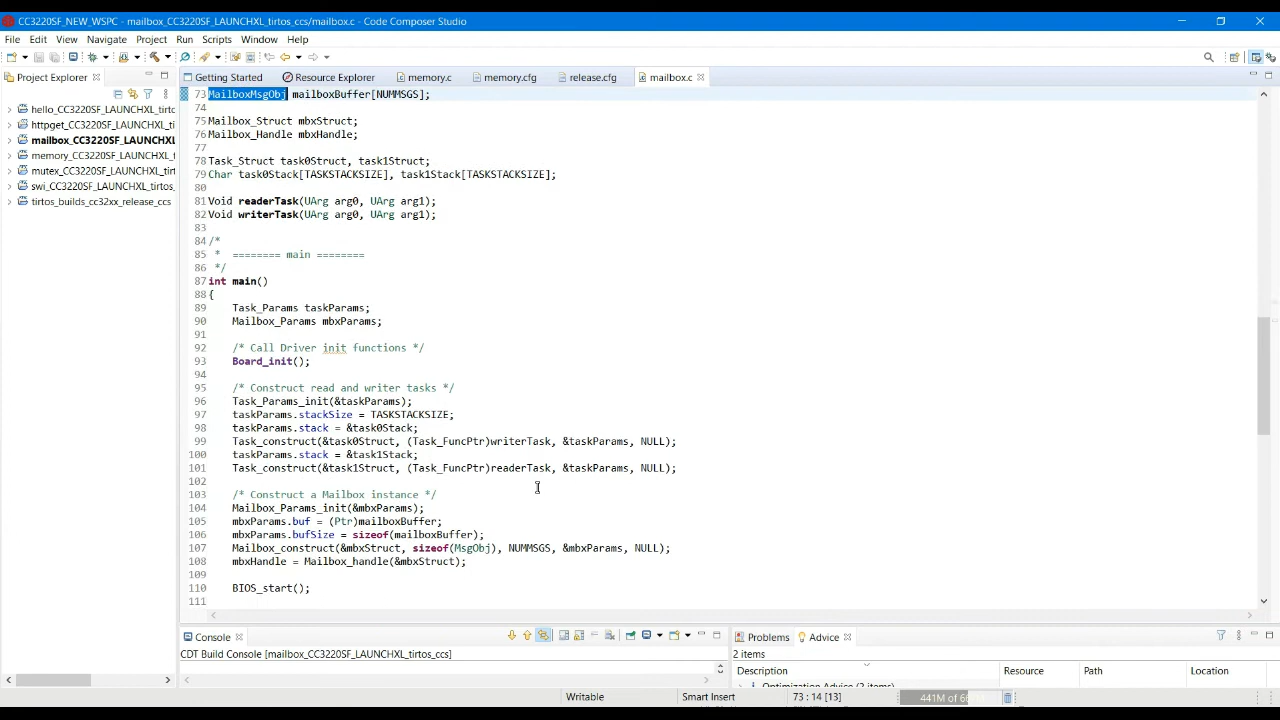 CC3220SF_NEW_WSPC - mailbox_CC3220SF_LAUNCHXL_tirtos_ccs/mailbox.c - Code Composer Studio
File Edit View Navigate Project Run Scripts Window Help
Project Explorer
Getting Started Resource Explorer memory.c memory.cfg release.cfg mailbox.c
hello_CC3220SF_LAUNCHXL_tirtc
httpget_CC3220SF_LAUNCHXL_ti
mailbox_CC3220SF_LAUNCHXL
memory_CC3220SF_LAUNCHXL_t
mutex_CC3220SF_LAUNCHXL_tir
swi_CC3220SF_LAUNCHXL_tirtos_
tirtos_builds_cc32xx_release_ccs
73 MailboxMsgObj mailboxBuffer[NUMMSGS];
74
75 Mailbox_Struct mbxStruct;
76 Mailbox_Handle mbxHandle;
77
78 Task_Struct task0Struct, task1Struct;
79 Char task0Stack[TASKSTACKSIZE], task1Stack[TASKSTACKSIZE];
80
81 Void readerTask(UArg arg0, UArg arg1);
82 Void writerTask(UArg arg0, UArg arg1);
83
84 /*
85 * ======== main ========
86 */
87 int main()
88 {
89 Task_Params taskParams;
90 Mailbox_Params mbxParams;
91
92 /* Call Driver init functions */
93 Board_init();
94
95 /* Construct read and writer tasks */
96 Task_Params_init(&taskParams);
97 taskParams.stackSize = TASKSTACKSIZE;
98 taskParams.stack = &task0Stack;
99 Task_construct(&task0Struct, (Task_FuncPtr)writerTask, &taskParams, NULL);
100 taskParams.stack = &task1Stack;
101 Task_construct(&task1Struct, (Task_FuncPtr)readerTask, &taskParams, NULL);
102
103 /* Construct a Mailbox instance */
104 Mailbox_Params_init(&mbxParams);
105 mbxParams.buf = (Ptr)mailboxBuffer;
106 mbxParams.bufSize = sizeof(mailboxBuffer);
107 Mailbox_construct(&mbxStruct, sizeof(MsgObj), NUMMSGS, &mbxParams, NULL);
108 mbxHandle = Mailbox_handle(&mbxStruct);
109
110 BIOS_start();
111
Console
CDT Build Console [mailbox_CC3220SF_LAUNCHXL_tirtos_ccs]
Problems Advice
2 items
Description Resource Path Location
Optimization Advice (2 items)
Writable Smart Insert 73 : 14 [13] 441M of